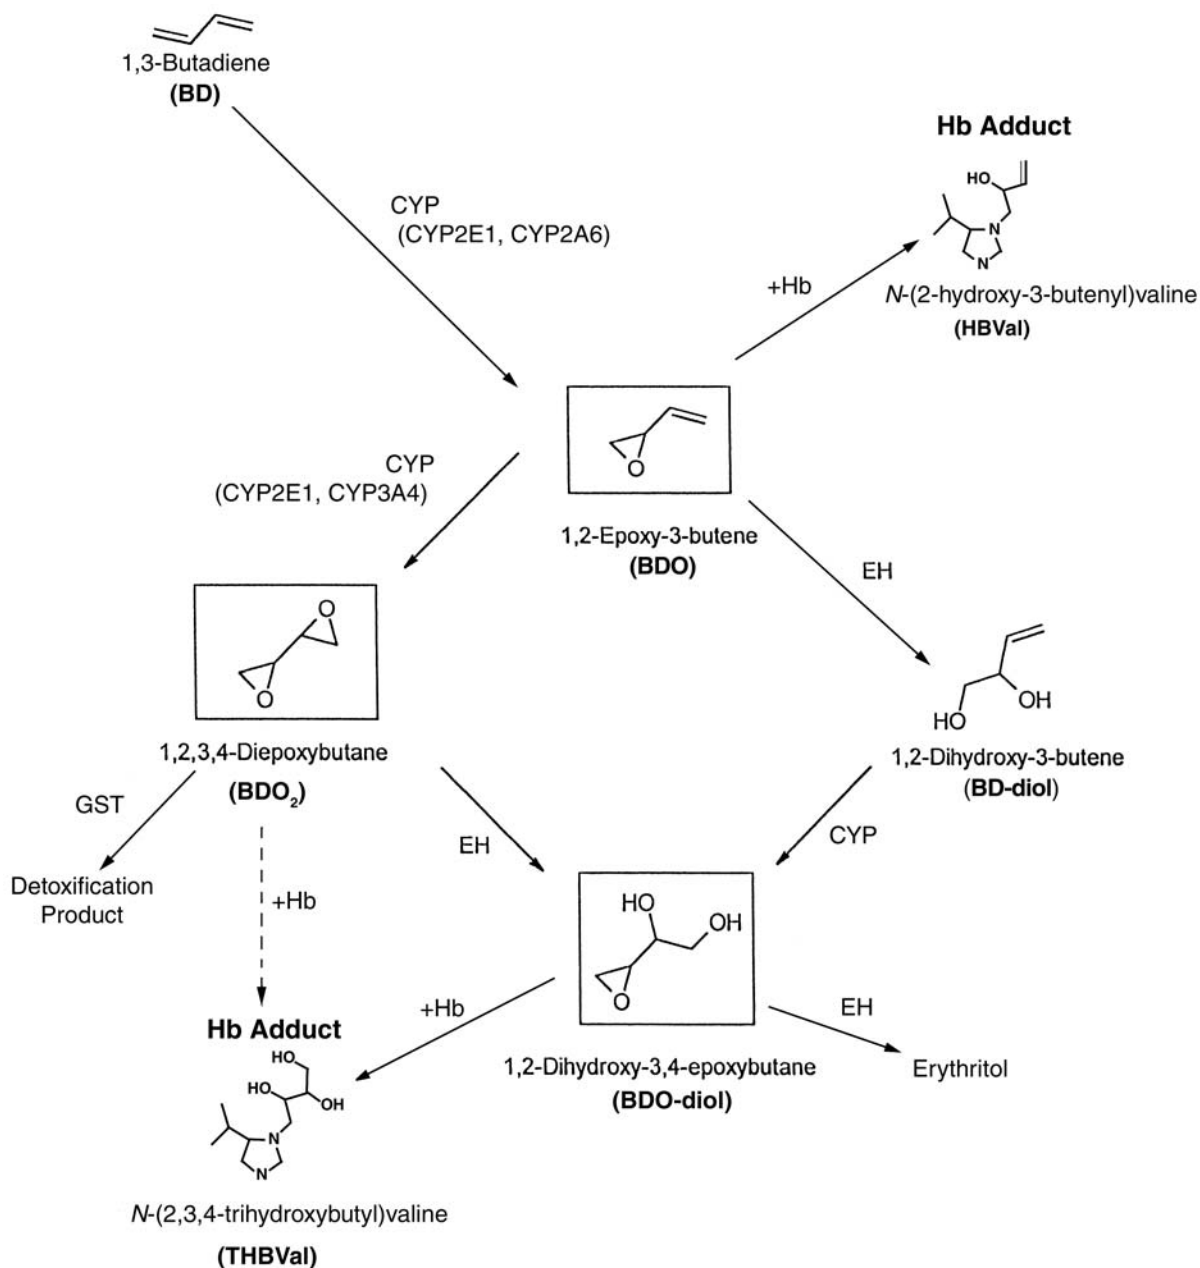 1,3-Butadiene
(BD)
Hb Adduct
HO
N
N
N-(2-hydroxy-3-butenyl)valine
(HBVal)
CYP
(CYP2E1, CYP2A6)
+Hb
O
1,2-Epoxy-3-butene
(BDO)
CYP
(CYP2E1, CYP3A4)
EH
O
O
1,2,3,4-Diepoxybutane
(BDO2)
OH
HO
1,2-Dihydroxy-3-butene
(BD-diol)
GST
Detoxification
Product
+Hb
EH
CYP
HO
OH
O
1,2-Dihydroxy-3,4-epoxybutane
(BDO-diol)
+Hb
EH
Erythritol
Hb Adduct
HO
HO
OH
N
N
N-(2,3,4-trihydroxybutyl)valine
(THBVal)